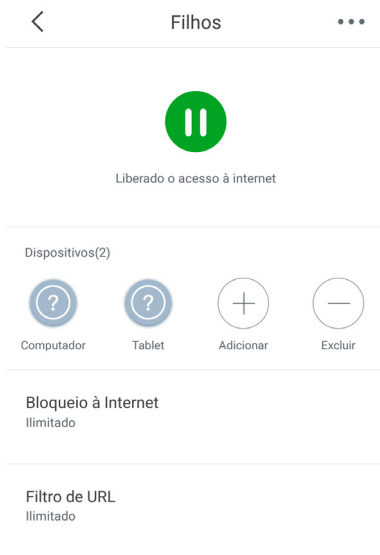 Filhos
Liberado o acesso à internet
Dispositivos(2)
? ?
Computador Tablet Adicionar Excluir
Bloqueio à Internet
Ilimitado
Filtro de URL
Ilimitado